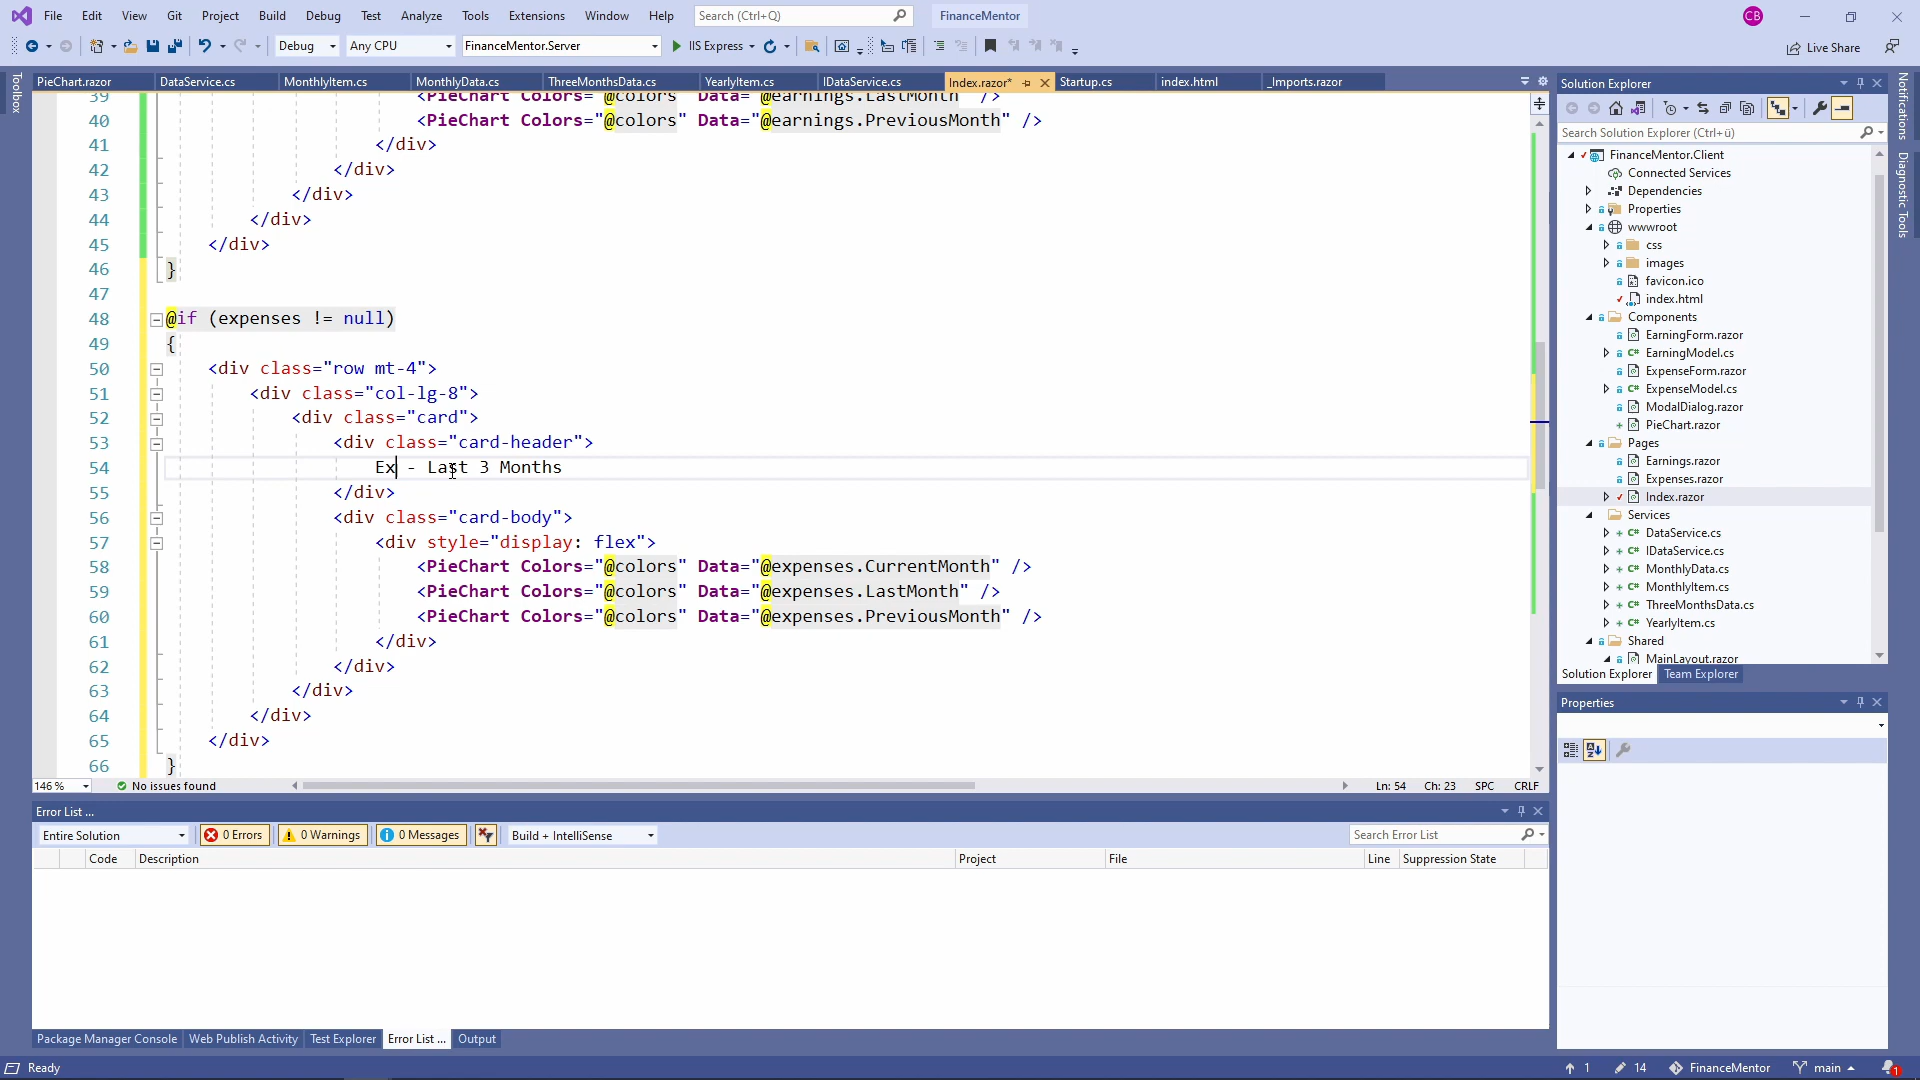 File Edit View Git Project Build Debug Test Analyze Tools Extensions Window Help Search (Ctrl+Q) FinanceMentor CB
Debug Any CPU FinanceMentor.Server IIS Express Live Share
PieChart.razor DataService.cs MonthlyItem.cs MonthlyData.cs ThreeMonthsData.cs YearlyItem.cs IDataService.cs Index.razor* Startup.cs index.html _Imports.razor
Toolbox
39 <PieChart Colors="@colors" Data="@earnings.LastMonth" />
40 <PieChart Colors="@colors" Data="@earnings.PreviousMonth" />
41 </div>
42 </div>
43 </div>
44 </div>
45 </div>
46 }
47
48 @if (expenses != null)
49 {
50 <div class="row mt-4">
51 <div class="col-lg-8">
52 <div class="card">
53 <div class="card-header">
54 Ex - Last 3 Months
55 </div>
56 <div class="card-body">
57 <div style="display: flex">
58 <PieChart Colors="@colors" Data="@expenses.CurrentMonth" />
59 <PieChart Colors="@colors" Data="@expenses.LastMonth" />
60 <PieChart Colors="@colors" Data="@expenses.PreviousMonth" />
61 </div>
62 </div>
63 </div>
64 </div>
65 </div>
66 }
146 % No issues found Ln: 54 Ch: 23 SPC CRLF
Solution Explorer
Search Solution Explorer (Ctrl+ü)
FinanceMentor.Client
Connected Services
Dependencies
Properties
wwwroot
css
images
favicon.ico
index.html
Components
EarningForm.razor
EarningModel.cs
ExpenseForm.razor
ExpenseModel.cs
ModalDialog.razor
PieChart.razor
Pages
Earnings.razor
Expenses.razor
Index.razor
Services
DataService.cs
IDataService.cs
MonthlyData.cs
MonthlyItem.cs
ThreeMonthsData.cs
YearlyItem.cs
Shared
MainLayout.razor
Solution Explorer Team Explorer
Properties
Notifications
Diagnostic Tools
Error List ...
Entire Solution 0 Errors 0 Warnings 0 Messages Build + IntelliSense Search Error List
Code Description Project File Line Suppression State
Package Manager Console Web Publish Activity Test Explorer Error List ... Output
Ready 1 14 FinanceMentor main 1